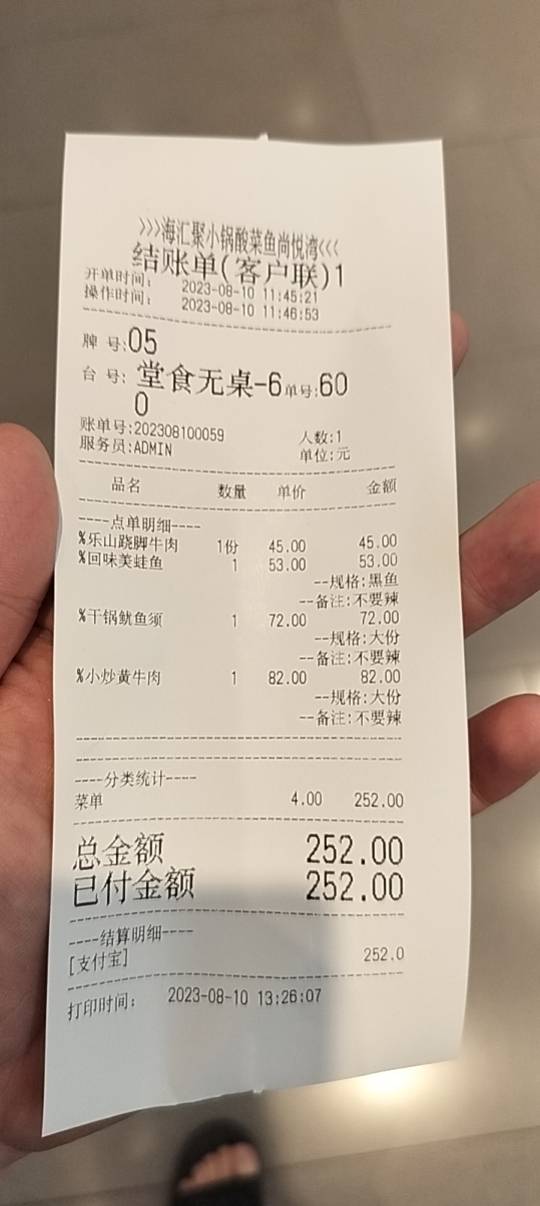 >>>海汇聚小锅酸菜鱼尚悦湾<<<
结账单(客户联)1
开单时间: 2023-08-10 11:45:21
操作时间: 2023-08-10 11:46:53
牌 号:05
台 号: 堂食无桌-6单号:60
0
账单号:202308100059 人数:1
服务员:ADMIN 单位:元
品名 数量 单价 金额
----点单明细----
%乐山跷脚牛肉 1份 45.00 45.00
%回味美蛙鱼 1 53.00 53.00
--规格:黑鱼
--备注:不要辣
%干锅鱿鱼须 1 72.00 72.00
--规格:大份
--备注:不要辣
%小炒黄牛肉 1 82.00 82.00
--规格:大份
--备注:不要辣
----分类统计----
菜单 4.00 252.00
总金额 252.00
已付金额 252.00
----结算明细----
[支付宝] 252.0
打印时间: 2023-08-10 13:26:07